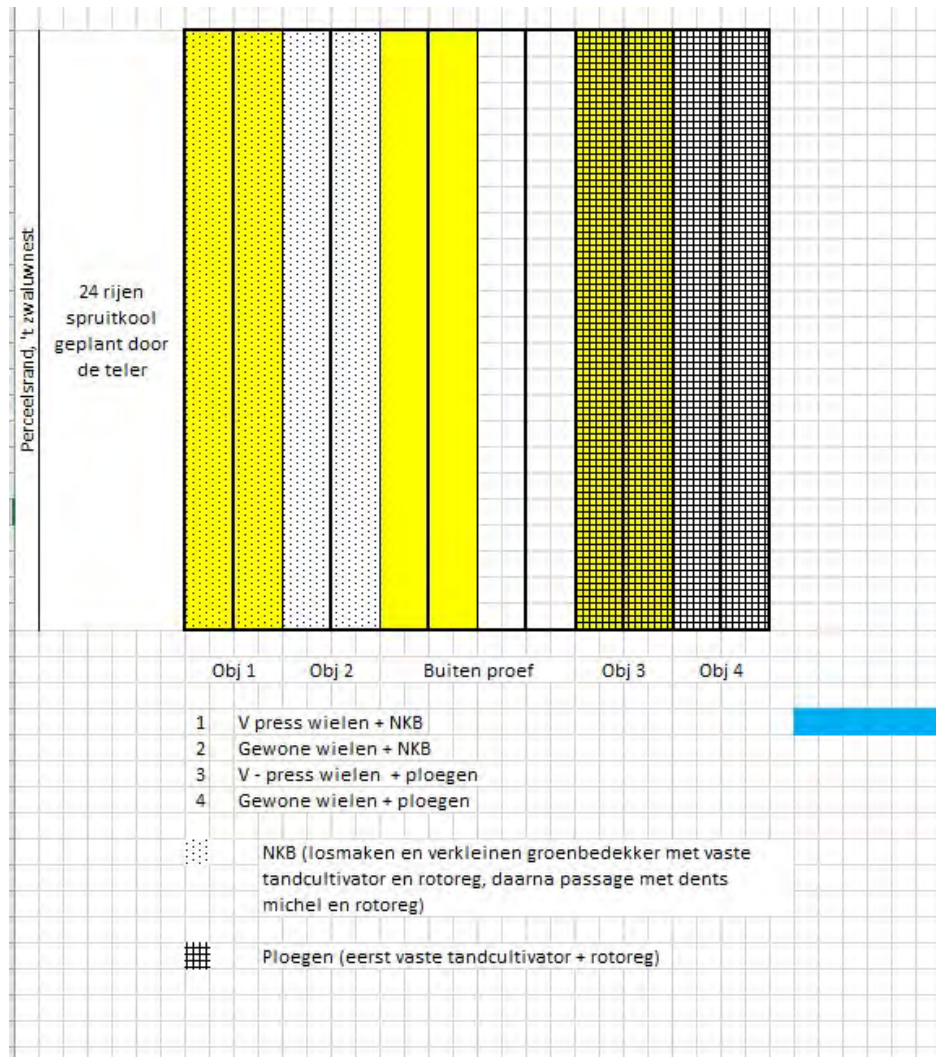 Perceelsrand, 't zwaluwnest
24 rijen
spruitkool
geplant door
de teler
Obj 1 Obj 2 Buiten proef Obj 3 Obj 4
1 V press wielen + NKB
2 Gewone wielen + NKB
3 V - press wielen + ploegen
4 Gewone wielen + ploegen
NKB (losmaken en verkleinen groenbedekker met vaste
tandcultivator en rotoreg, daarna passage met dents
michel en rotoreg)
Ploegen (eerst vaste tandcultivator + rotoreg)